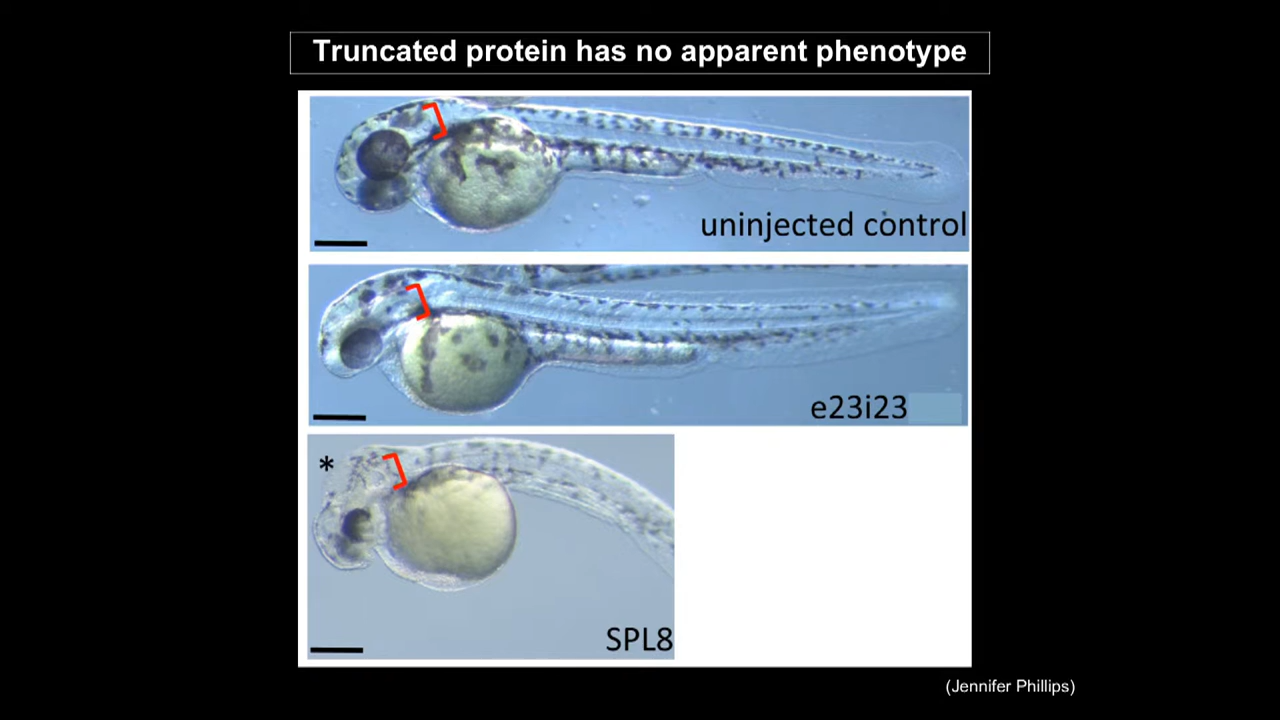 Truncated protein has no apparent phenotype
uninjected control
e23i23
*
SPL8
(Jennifer Phillips)